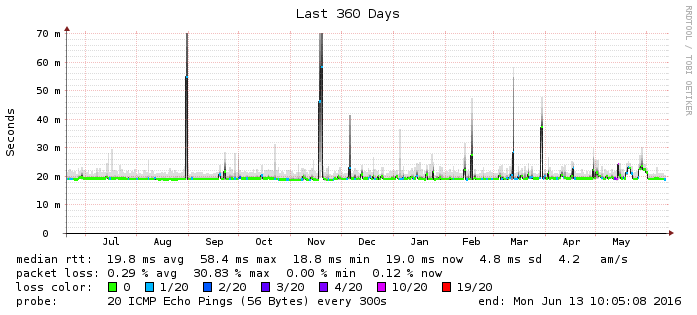 Last 360 Days
RRDTOOL / TOBI OETIKER
Seconds
70 m
60 m
50 m
40 m
30 m
20 m
10 m
0
Jul Aug Sep Oct Nov Dec Jan Feb Mar Apr May
median rtt: 19.8 ms avg 58.4 ms max 18.8 ms min 19.0 ms now 4.8 ms sd 4.2 am/s
packet loss: 0.29 % avg 30.83 % max 0.00 % min 0.12 % now
loss color: 0 1/20 2/20 3/20 4/20 10/20 19/20
probe: 20 ICMP Echo Pings (56 Bytes) every 300s end: Mon Jun 13 10:05:08 2016